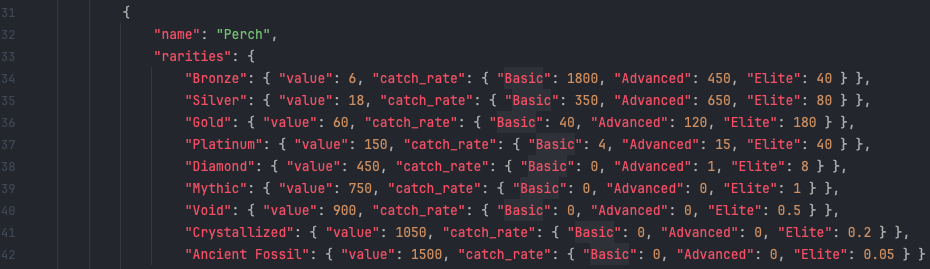 31 {
32 "name": "Perch",
33 "rarities": {
34 "Bronze": { "value": 6, "catch_rate": { "Basic": 1800, "Advanced": 450, "Elite": 40 } },
35 "Silver": { "value": 18, "catch_rate": { "Basic": 350, "Advanced": 650, "Elite": 80 } },
36 "Gold": { "value": 60, "catch_rate": { "Basic": 40, "Advanced": 120, "Elite": 180 } },
37 "Platinum": { "value": 150, "catch_rate": { "Basic": 4, "Advanced": 15, "Elite": 40 } },
38 "Diamond": { "value": 450, "catch_rate": { "Basic": 0, "Advanced": 1, "Elite": 8 } },
39 "Mythic": { "value": 750, "catch_rate": { "Basic": 0, "Advanced": 0, "Elite": 1 } },
40 "Void": { "value": 900, "catch_rate": { "Basic": 0, "Advanced": 0, "Elite": 0.5 } },
41 "Crystallized": { "value": 1050, "catch_rate": { "Basic": 0, "Advanced": 0, "Elite": 0.2 } },
42 "Ancient Fossil": { "value": 1500, "catch_rate": { "Basic": 0, "Advanced": 0, "Elite": 0.05 } }